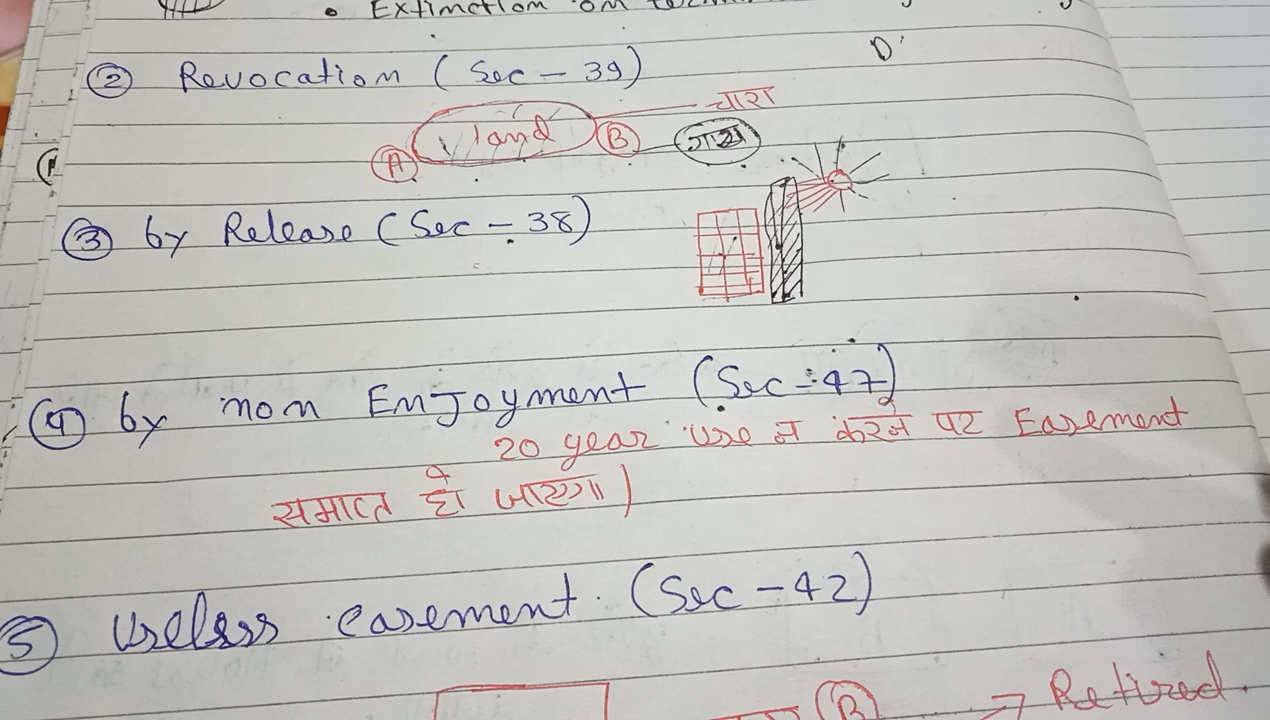 • Extinction on
② Revocation (Sec - 39)
D'
चारा
A land B गाय
③ by Release (Sec - 38)
④ by non Enjoyment (Sec - 47)
20 year use न करने पर Easement
समाप्त हो जाएगा।
⑤ Useless easement. (Sec - 42)
B → Retired.